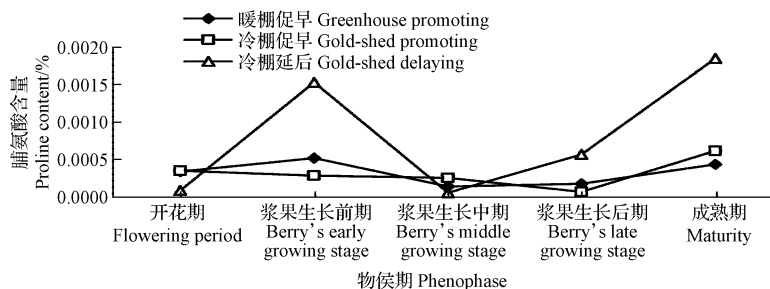 暖棚促早 Greenhouse promoting
冷棚促早 Gold-shed promoting
冷棚延后 Gold-shed delaying
脯氨酸含量
Proline content/%
0.0020
0.0015
0.0010
0.0005
0.0000
开花期
Flowering period
浆果生长前期
Berry's early
growing stage
浆果生长中期
Berry's middle
growing stage
浆果生长后期
Berry's late
growing stage
成熟期
Maturity
物侯期 Phenophase